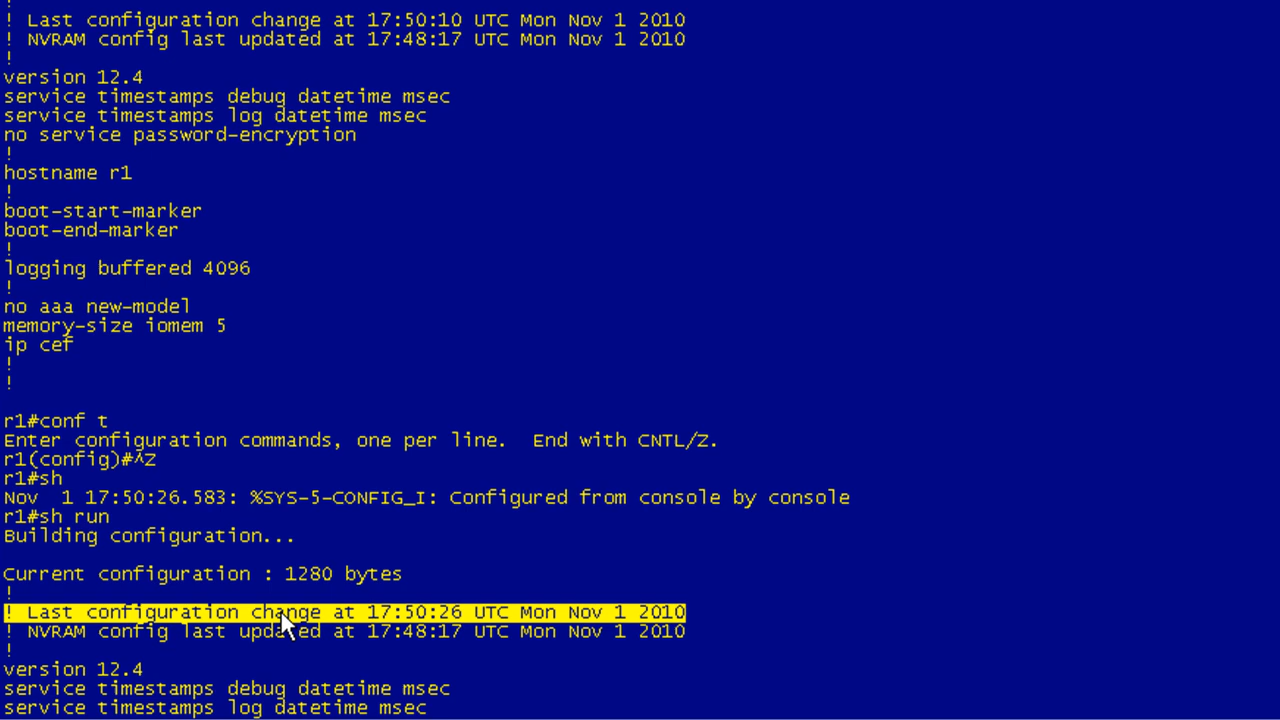 !
! Last configuration change at 17:50:10 UTC Mon Nov 1 2010
! NVRAM config last updated at 17:48:17 UTC Mon Nov 1 2010
!
version 12.4
service timestamps debug datetime msec
service timestamps log datetime msec
no service password-encryption
!
hostname r1
!
boot-start-marker
boot-end-marker
!
logging buffered 4096
!
no aaa new-model
memory-size iomem 5
ip cef
!
!
r1#conf t
Enter configuration commands, one per line.  End with CNTL/Z.
r1(config)#^Z
r1#sh
Nov  1 17:50:26.583: %SYS-5-CONFIG_I: Configured from console by console
r1#sh run
Building configuration...
Current configuration : 1280 bytes
!
! Last configuration change at 17:50:26 UTC Mon Nov 1 2010
! NVRAM config last updated at 17:48:17 UTC Mon Nov 1 2010
!
version 12.4
service timestamps debug datetime msec
service timestamps log datetime msec